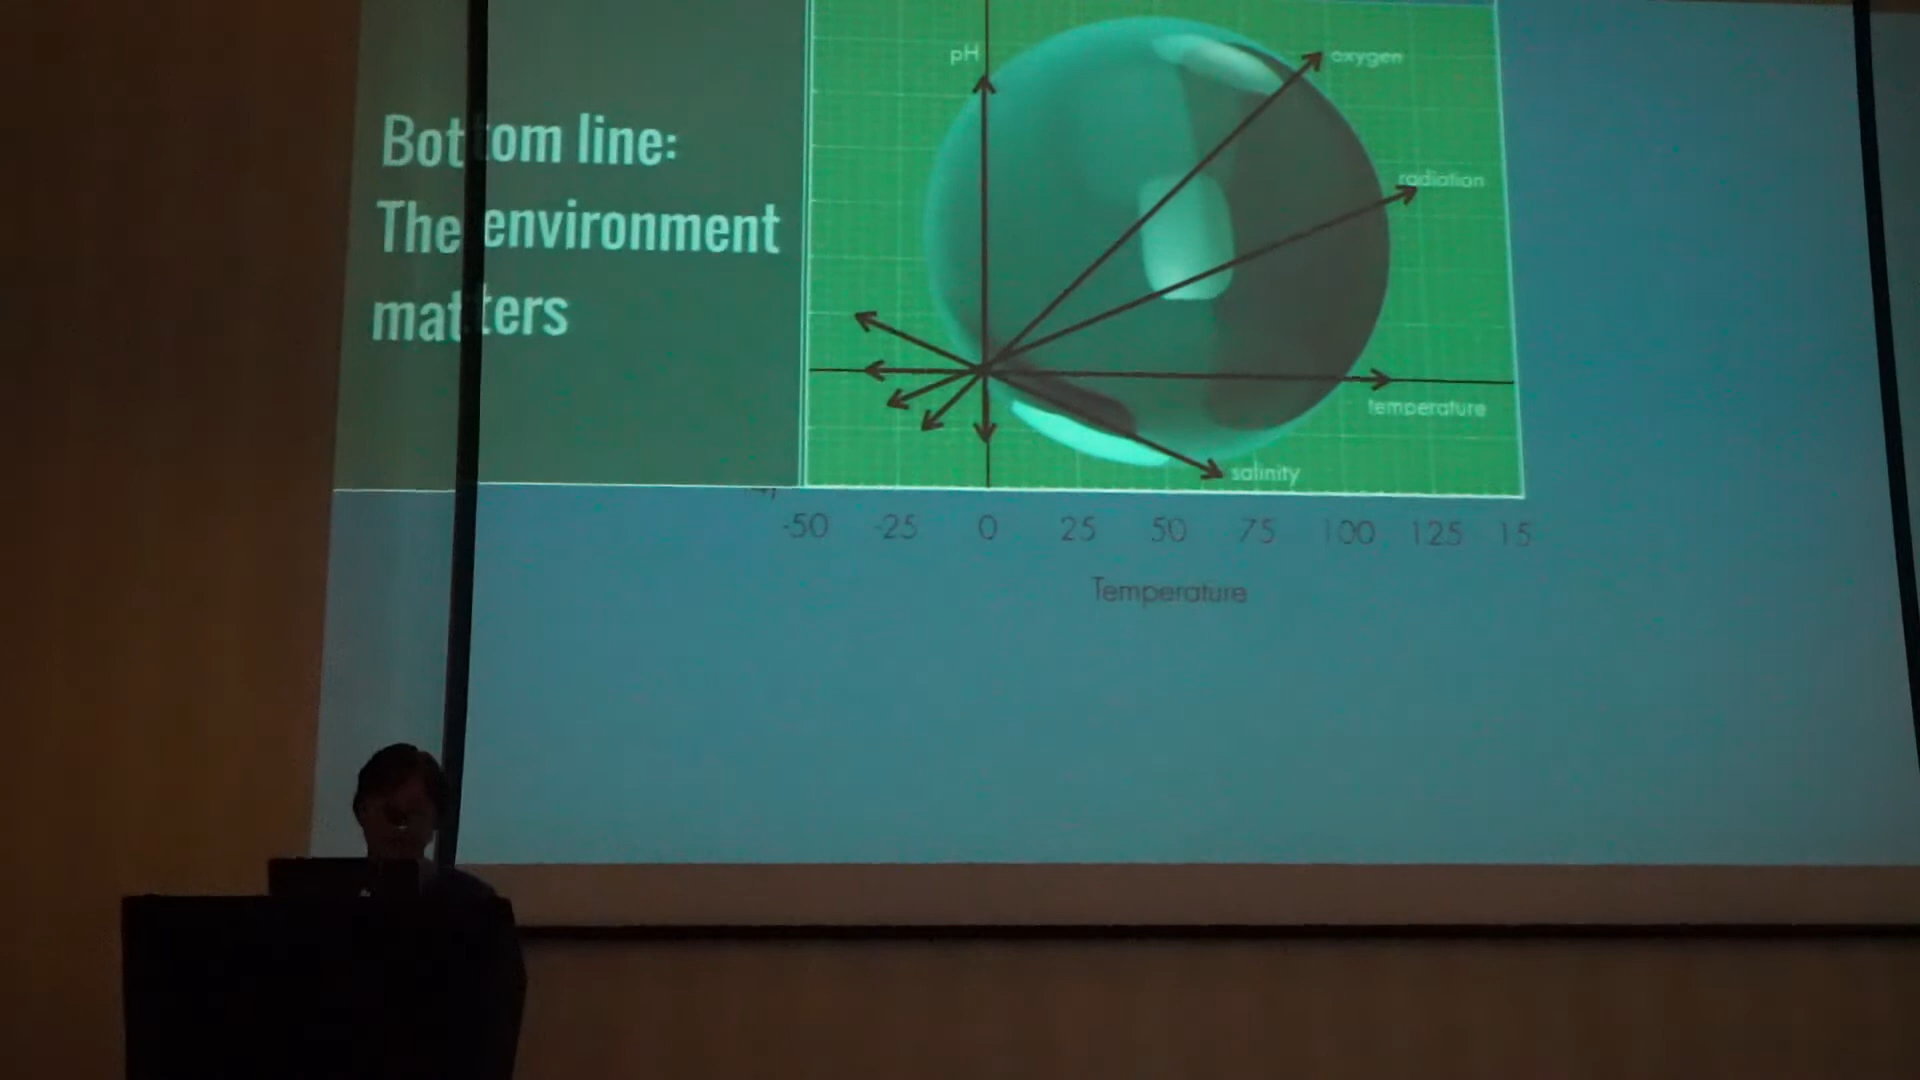 Bottom line:
The environment
matters
pH
oxygen
radiation
temperature
salinity
-50 -25 0 25 50 75 100 125 15
Temperature